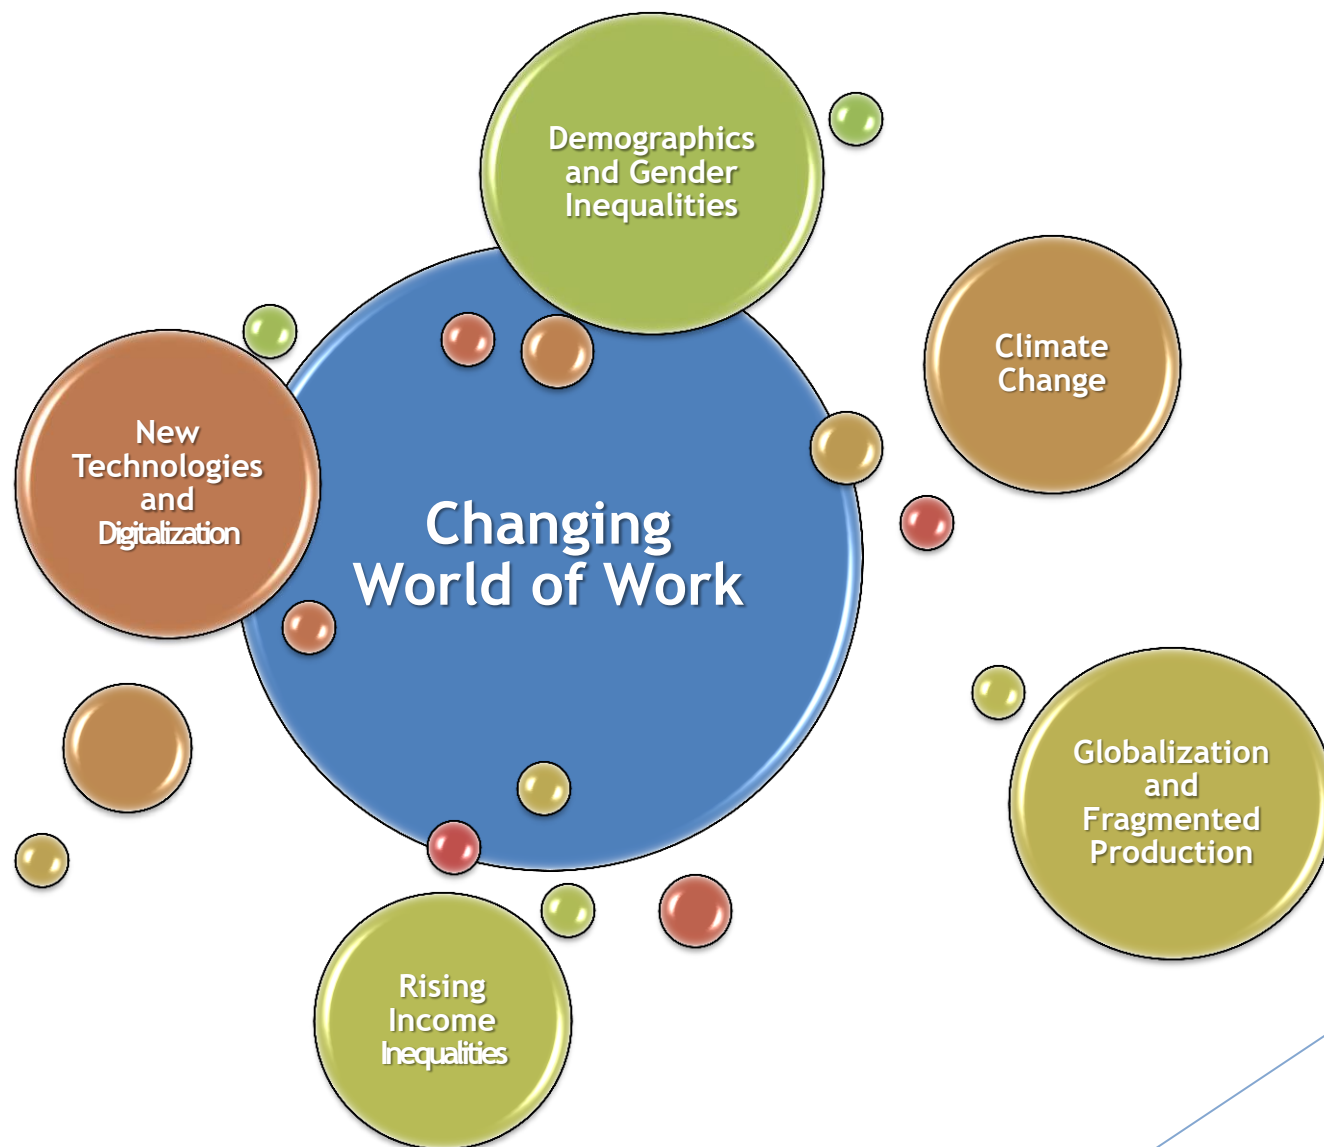 Demographics
and Gender
Inequalities
Climate
Change
New
Technologies
and
Digitalization
Changing
World of Work
Globalization
and
Fragmented
Production
Rising
Income
Inequalities